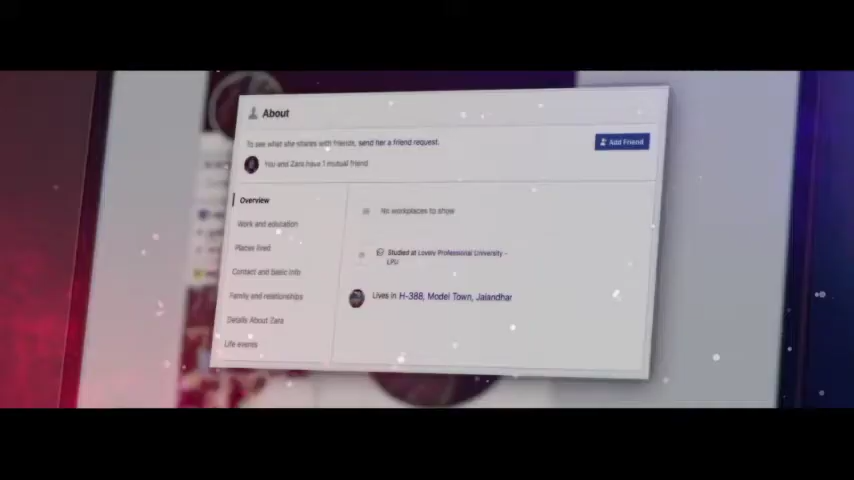 About
To see what she shares with friends, send her a friend request.
Add Friend
You and Zara have 1 mutual friend
Overview
Work and education
Places lived
Contact and basic info
Family and relationships
Details About Zara
Life events
No workplaces to show
Studied at Lovely Professional University -
LPU
Lives in H-388, Model Town, Jalandhar